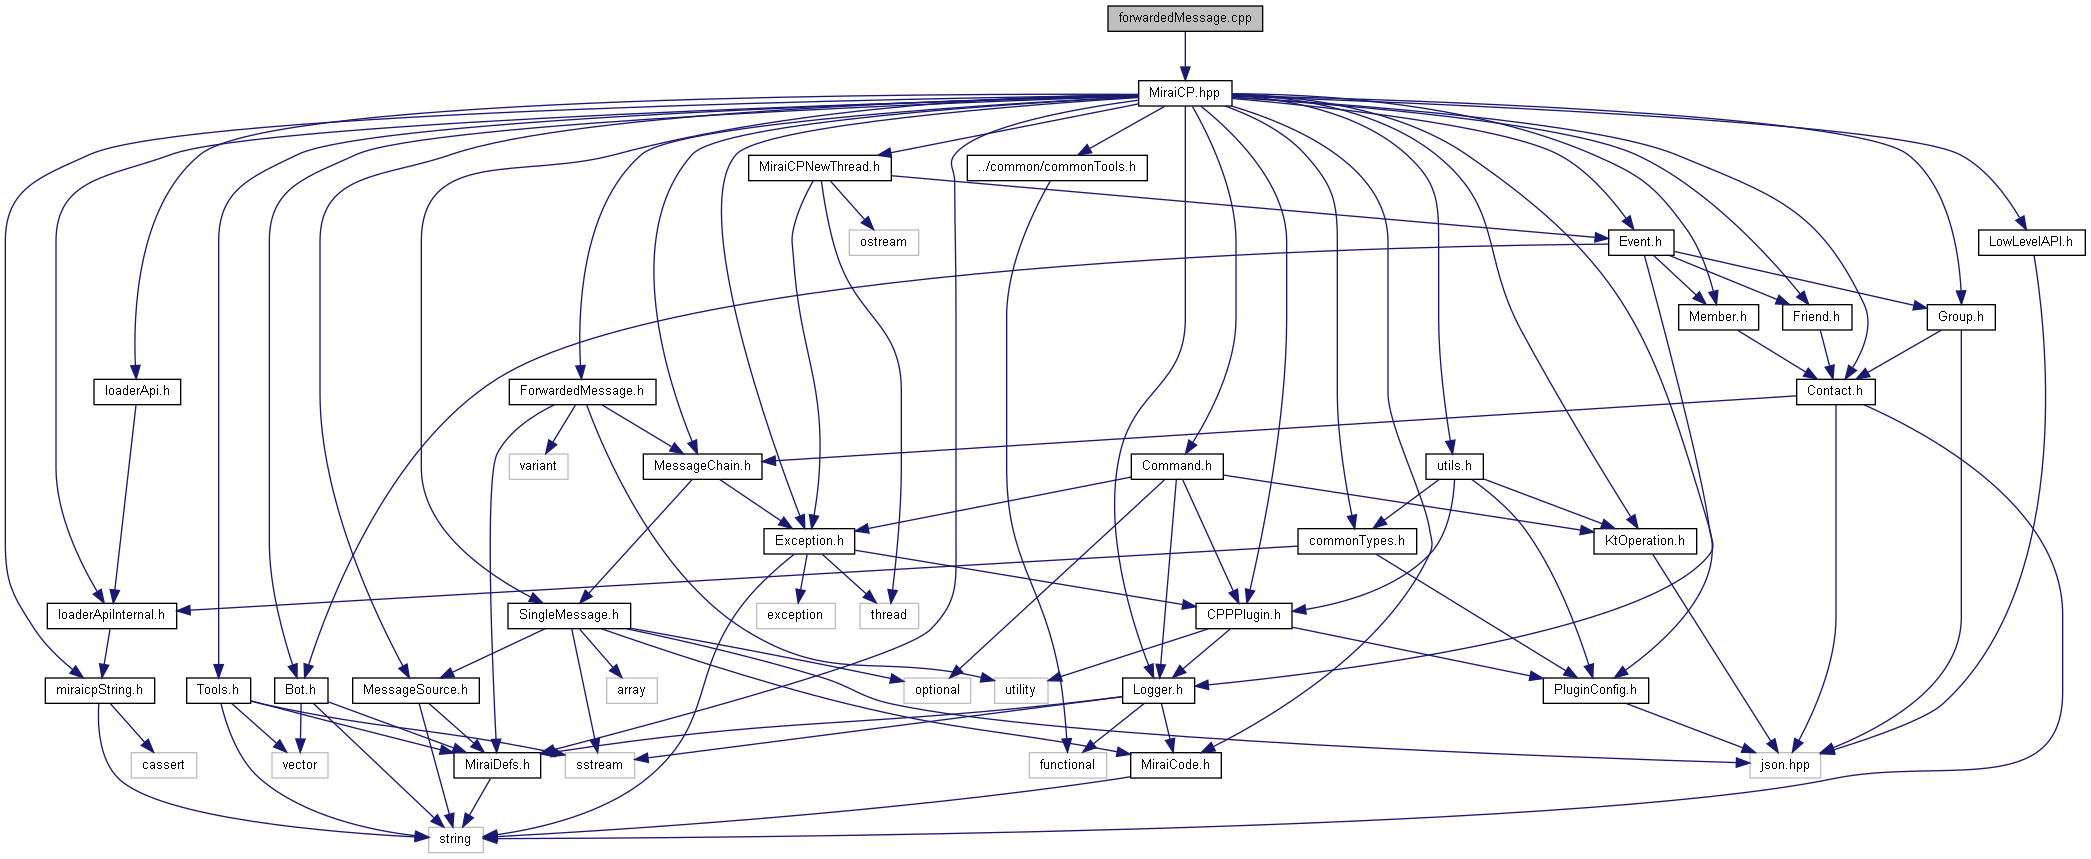 forwardedMessage.cpp
MiraiCP.hpp
MiraiCPNewThread.h
../common/commonTools.h
ostream
Event.h
LowLevelAPI.h
Member.h
Friend.h
Group.h
loaderApi.h
ForwardedMessage.h
Contact.h
variant
MessageChain.h
Command.h
utils.h
Exception.h
commonTypes.h
KtOperation.h
loaderApiInternal.h
SingleMessage.h
exception
thread
CPPPlugin.h
miraicpString.h
Tools.h
Bot.h
MessageSource.h
array
optional
utility
Logger.h
PluginConfig.h
cassert
vector
MiraiDefs.h
sstream
functional
MiraiCode.h
json.hpp
string